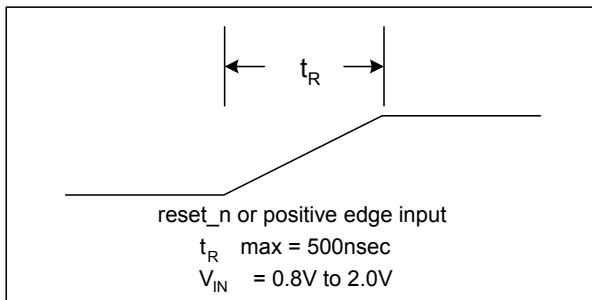 tR
reset_n or positive edge input
tR max = 500nsec
VIN = 0.8V to 2.0V